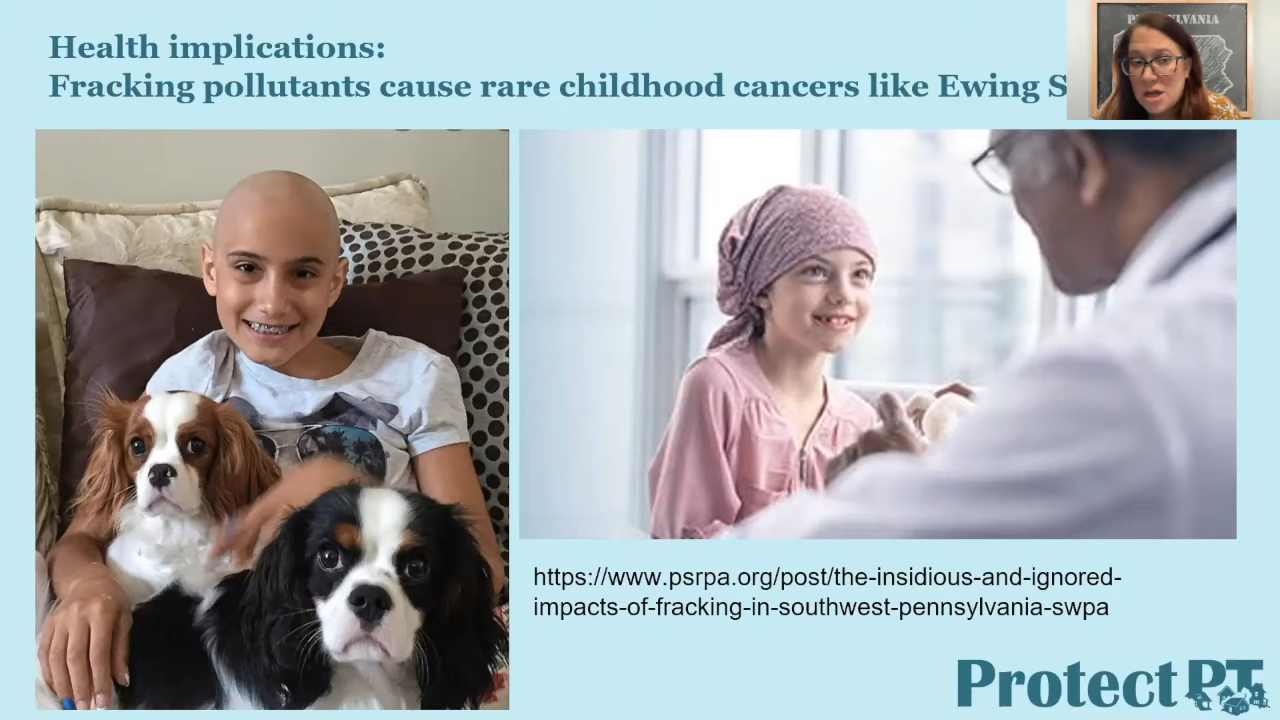 Health implications:
Fracking pollutants cause rare childhood cancers like Ewing S
https://www.psrpa.org/post/the-insidious-and-ignored-
impacts-of-fracking-in-southwest-pennsylvania-swpa
Protect PT